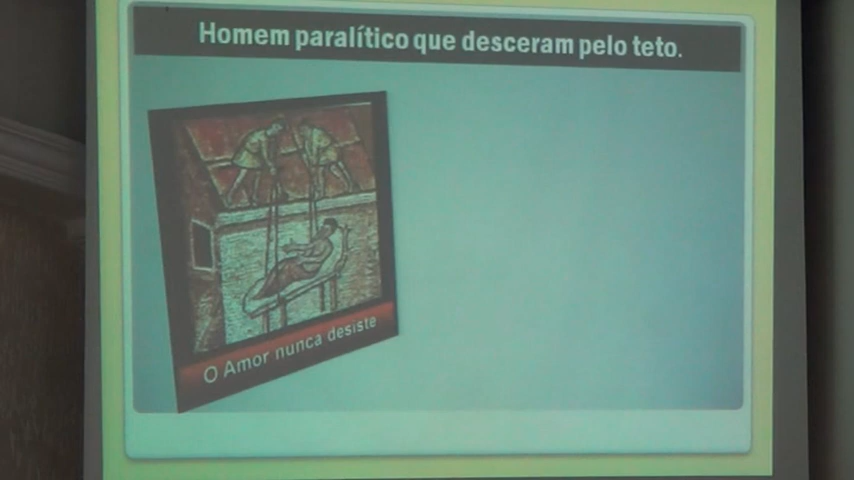 Homem paralítico que desceram pelo teto.
O Amor nunca desiste